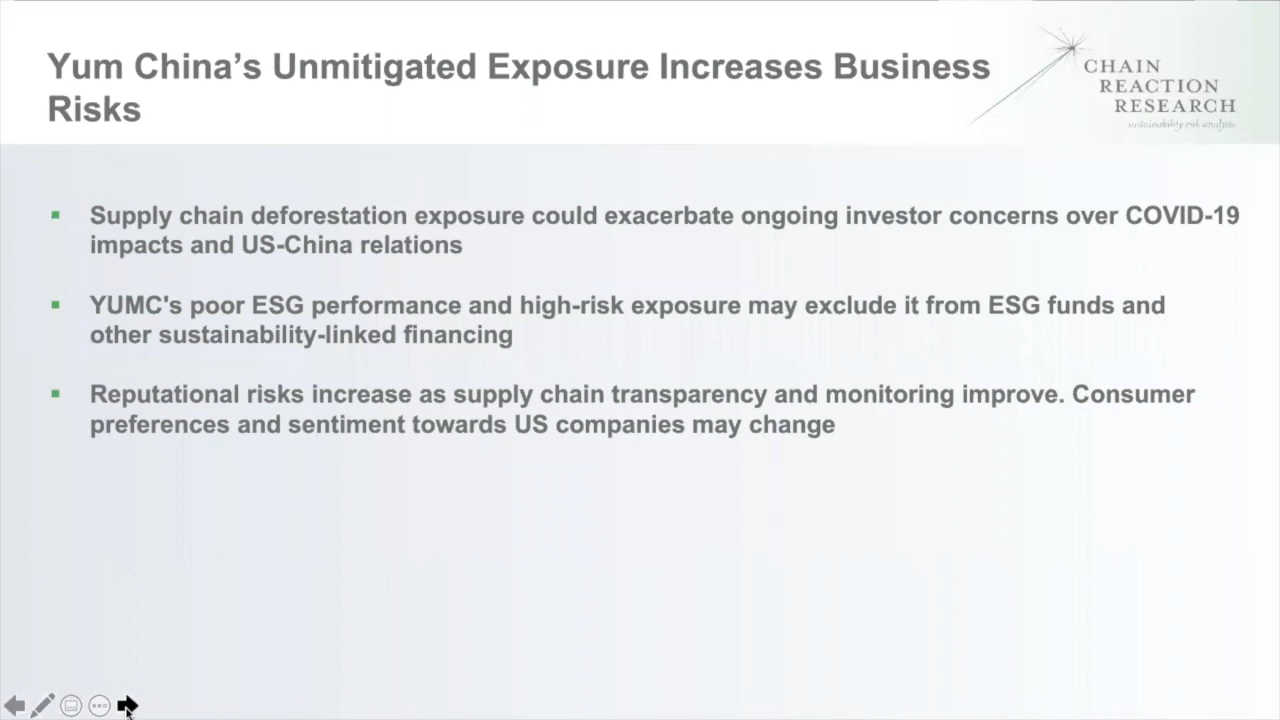 Yum China’s Unmitigated Exposure Increases Business
Risks
CHAIN
REACTION
RESEARCH
sustainability risk analysis
▪ Supply chain deforestation exposure could exacerbate ongoing investor concerns over COVID-19
impacts and US-China relations
▪ YUMC's poor ESG performance and high-risk exposure may exclude it from ESG funds and
other sustainability-linked financing
▪ Reputational risks increase as supply chain transparency and monitoring improve. Consumer
preferences and sentiment towards US companies may change